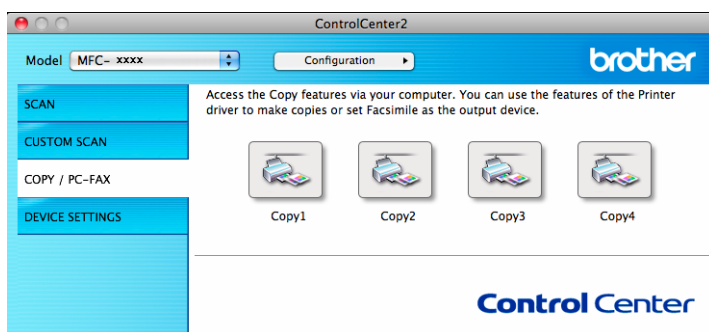 ControlCenter2
Model MFC- xxxx Configuration brother
SCAN
CUSTOM SCAN
COPY / PC-FAX
DEVICE SETTINGS
Access the Copy features via your computer. You can use the features of the Printer
driver to make copies or set Facsimile as the output device.
Copy1 Copy2 Copy3 Copy4
Control Center